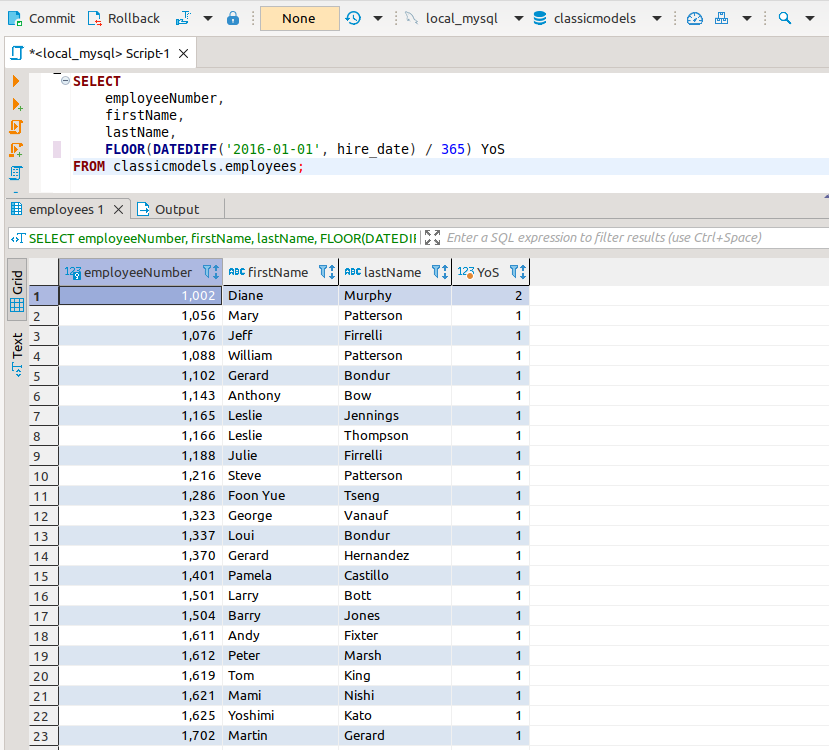 Commit Rollback None local_mysql classicmodels
*<local_mysql> Script-1
SELECT
employeeNumber,
firstName,
lastName,
FLOOR(DATEDIFF('2016-01-01', hire_date) / 365) YoS
FROM classicmodels.employees;
employees 1 Output
SELECT employeeNumber, firstName, lastName, FLOOR(DATEDIF Enter a SQL expression to filter results (use Ctrl+Space)
Grid
Text
123 employeeNumber ABC firstName ABC lastName 123 YoS
1 1,002 Diane Murphy 2
2 1,056 Mary Patterson 1
3 1,076 Jeff Firrelli 1
4 1,088 William Patterson 1
5 1,102 Gerard Bondur 1
6 1,143 Anthony Bow 1
7 1,165 Leslie Jennings 1
8 1,166 Leslie Thompson 1
9 1,188 Julie Firrelli 1
10 1,216 Steve Patterson 1
11 1,286 Foon Yue Tseng 1
12 1,323 George Vanauf 1
13 1,337 Loui Bondur 1
14 1,370 Gerard Hernandez 1
15 1,401 Pamela Castillo 1
16 1,501 Larry Bott 1
17 1,504 Barry Jones 1
18 1,611 Andy Fixter 1
19 1,612 Peter Marsh 1
20 1,619 Tom King 1
21 1,621 Mami Nishi 1
22 1,625 Yoshimi Kato 1
23 1,702 Martin Gerard 1